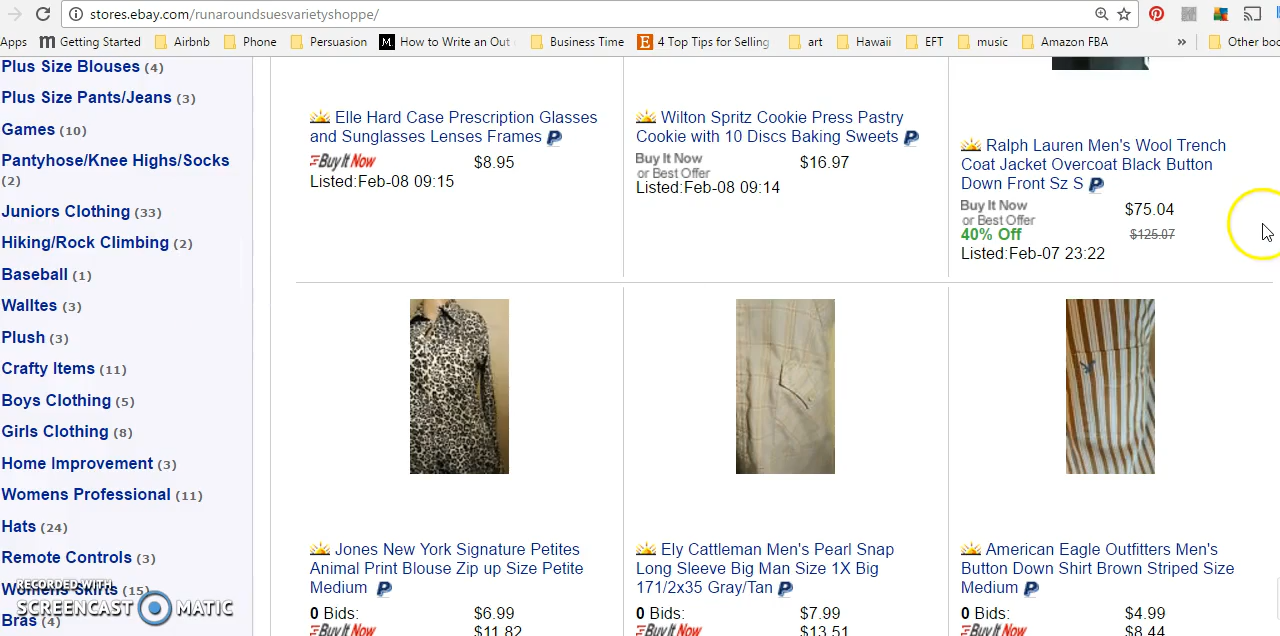 stores.ebay.com/runaroundsuesvarietyshoppe/
Apps Getting Started Airbnb Phone Persuasion M How to Write an Out Business Time E 4 Top Tips for Selling art Hawaii EFT music Amazon FBA » Other boo
Plus Size Blouses (4)
Plus Size Pants/Jeans (3)
Games (10)
Pantyhose/Knee Highs/Socks
(2)
Juniors Clothing (33)
Hiking/Rock Climbing (2)
Baseball (1)
Walltes (3)
Plush (3)
Crafty Items (11)
Boys Clothing (5)
Girls Clothing (8)
Home Improvement (3)
Womens Professional (11)
Hats (24)
Remote Controls (3)
Womens Skirts (15)
Bras (4)
RECORDED WITH
SCREENCAST MATIC
Elle Hard Case Prescription Glasses
and Sunglasses Lenses Frames
Buy It Now $8.95
Listed:Feb-08 09:15
Wilton Spritz Cookie Press Pastry
Cookie with 10 Discs Baking Sweets
Buy It Now $16.97
or Best Offer
Listed:Feb-08 09:14
Ralph Lauren Men's Wool Trench
Coat Jacket Overcoat Black Button
Down Front Sz S
Buy It Now $75.04
or Best Offer
40% Off $125.07
Listed:Feb-07 23:22
Jones New York Signature Petites
Animal Print Blouse Zip up Size Petite
Medium
0 Bids: $6.99
Buy It Now $11.82
Ely Cattleman Men's Pearl Snap
Long Sleeve Big Man Size 1X Big
171/2x35 Gray/Tan
0 Bids: $7.99
Buy It Now $13.51
American Eagle Outfitters Men's
Button Down Shirt Brown Striped Size
Medium
0 Bids: $4.99
Buy It Now $8.44